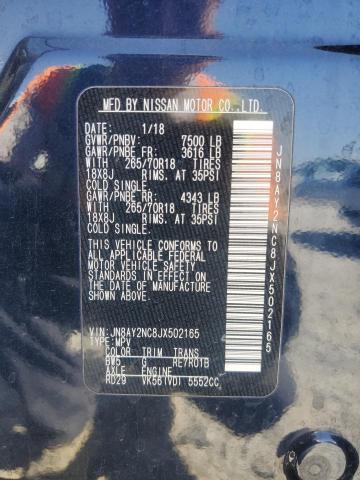 MFD BY NISSAN MOTOR CO.,LTD.
DATE: 1/18
GVWR/PNBV: 7500 LB
GAWR/PNBE FR: 3616 LB
WITH 265/70R18 TIRES
18X8J RIMS. AT 35PSI
COLD SINGLE.
GAWR/PNBE RR: 4343 LB
WITH 265/70R18 TIRES
18X8J RIMS. AT 35PSI
COLD SINGLE.
THIS VEHICLE CONFORMS TO
ALL APPLICABLE FEDERAL
MOTOR VEHICLE SAFETY
STANDARDS IN EFFECT ON
THE DATE OF MANUFACTURE
SHOWN ABOVE.
VIN: JN8AY2NC8JX502165
TYPE: MPV
COLOR TRIM TRANS
BW5 G RE7R01B
AXLE ENGINE
RD29 VK56(VD) 5552CC
JN8AY2NC8JX502165